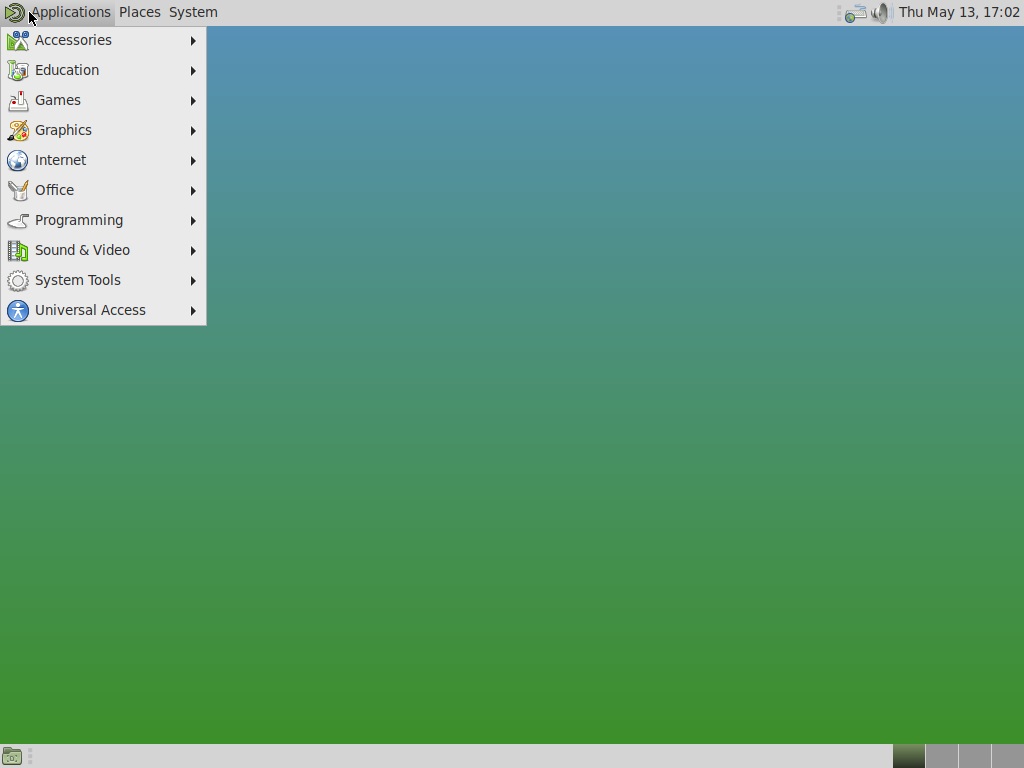 Applications Places System Thu May 13, 17:02
Accessories
Education
Games
Graphics
Internet
Office
Programming
Sound & Video
System Tools
Universal Access